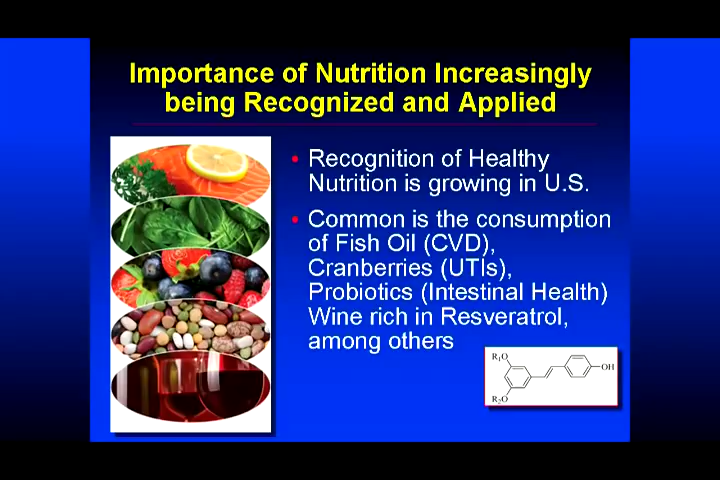 Importance of Nutrition Increasingly
being Recognized and Applied
• Recognition of Healthy
Nutrition is growing in U.S.
• Common is the consumption
of Fish Oil (CVD),
Cranberries (UTIs),
Probiotics (Intestinal Health)
Wine rich in Resveratrol,
among others
R₁O
OH
R₂O